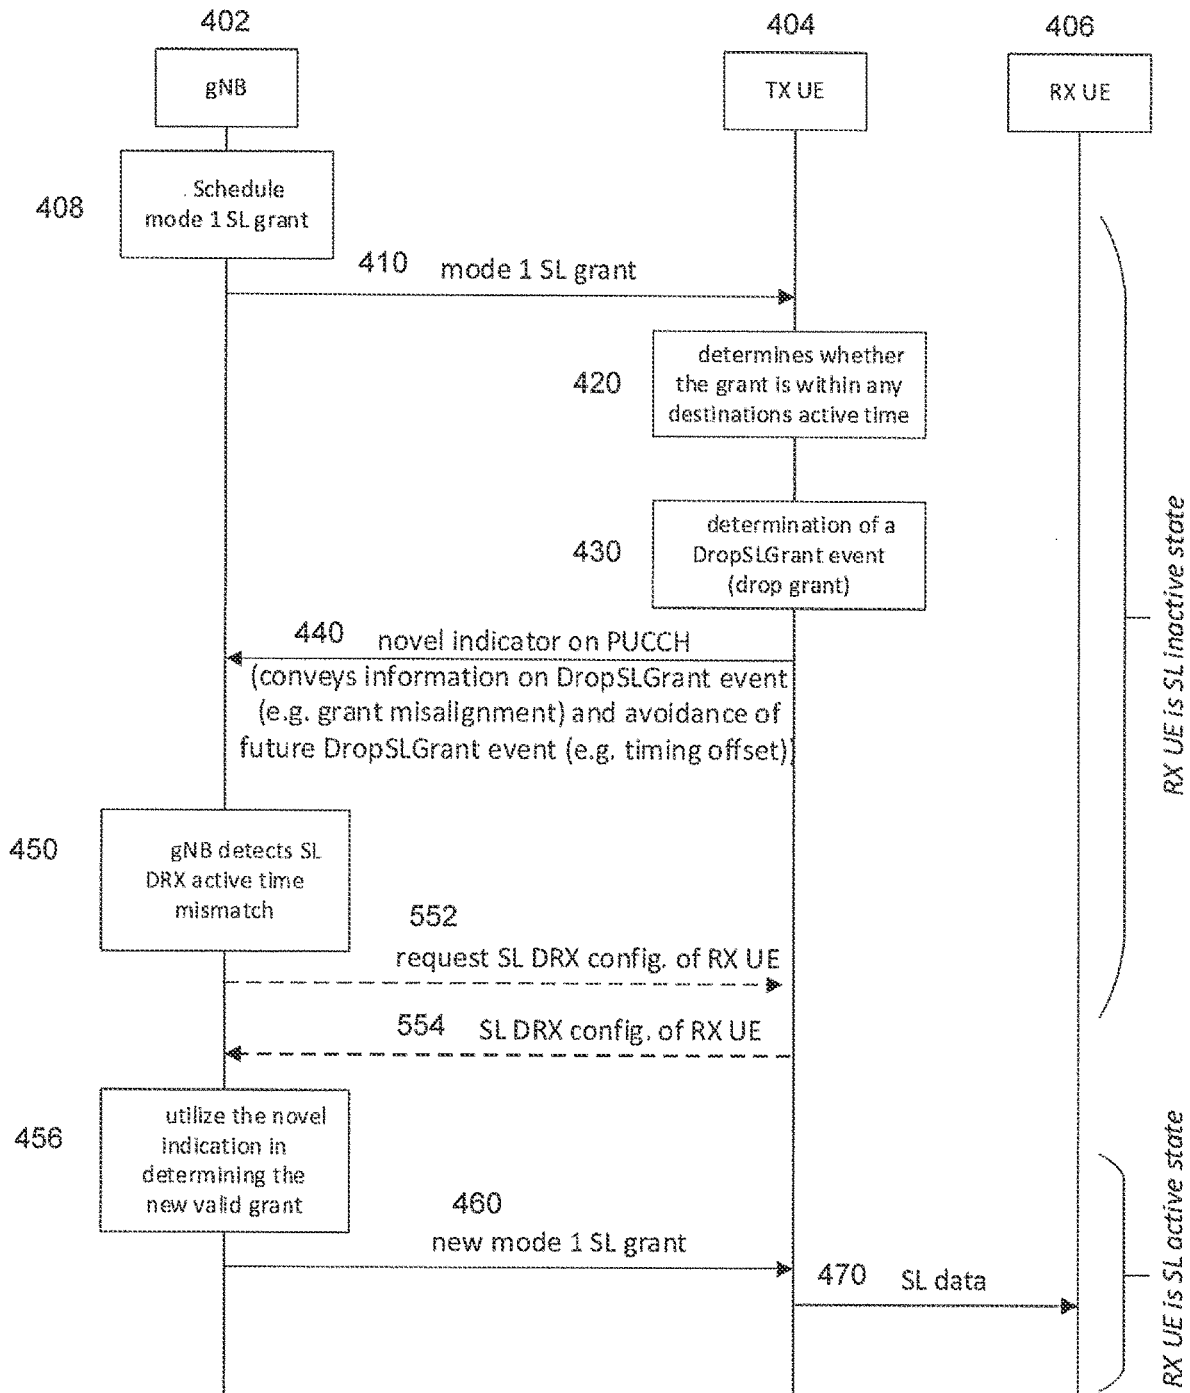 402
404
406
gNB
TX UE
RX UE
408
. Schedule
mode 1 SL grant
410 mode 1 SL grant
420
determines whether
the grant is within any
destinations active time
430
determination of a
DropSLGrant event
(drop grant)
440 novel indicator on PUCCH
(conveys information on DropSLGrant event
(e.g. grant misalignment) and avoidance of
future DropSLGrant event (e.g. timing offset)
RX UE is SL inactive state
450
gNB detects SL
DRX active time
mismatch
552
request SL DRX config. of RX UE
554 SL DRX config. of RX UE
456
utilize the novel
indication in
determining the
new valid grant
460
new mode 1 SL grant
470 SL data
RX UE is SL active state